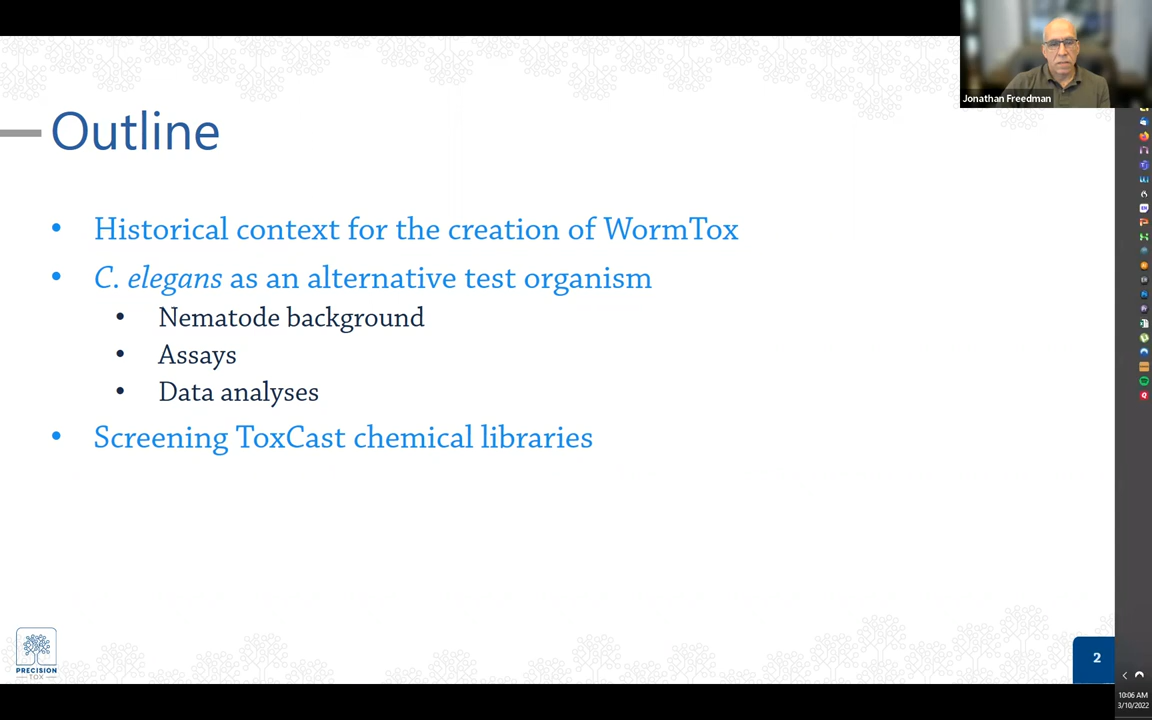 Jonathan Freedman
Outline
• Historical context for the creation of WormTox
• C. elegans as an alternative test organism
• Nematode background
• Assays
• Data analyses
• Screening ToxCast chemical libraries
PRECISION
TOX
2
10:06 AM
3/10/2022